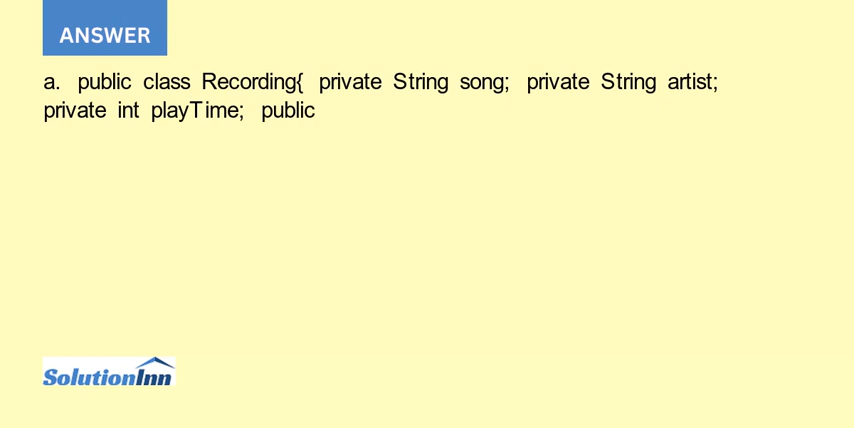 ANSWER
a. public class Recording{ private String song; private String artist;
private int playTime; public
SolutionInn